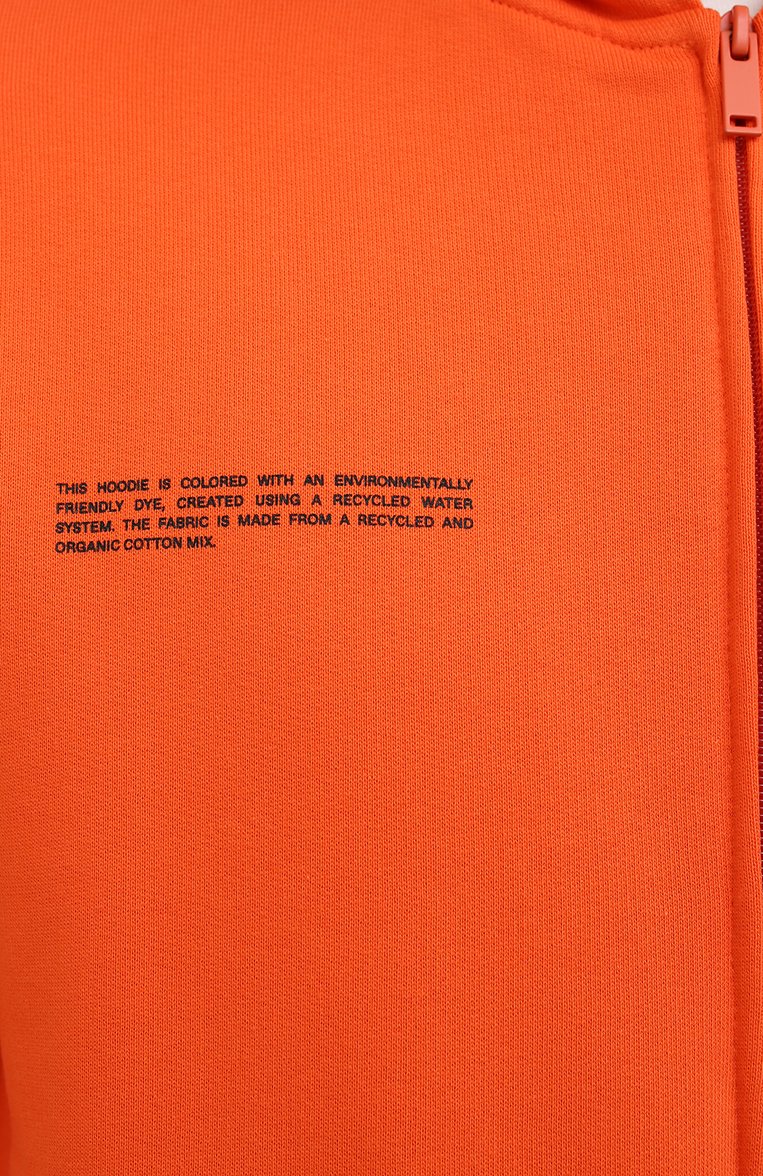 THIS HOODIE IS COLORED WITH AN ENVIRONMENTALLY
FRIENDLY DYE, CREATED USING A RECYCLED WATER
SYSTEM. THE FABRIC IS MADE FROM A RECYCLED AND
ORGANIC COTTON MIX.